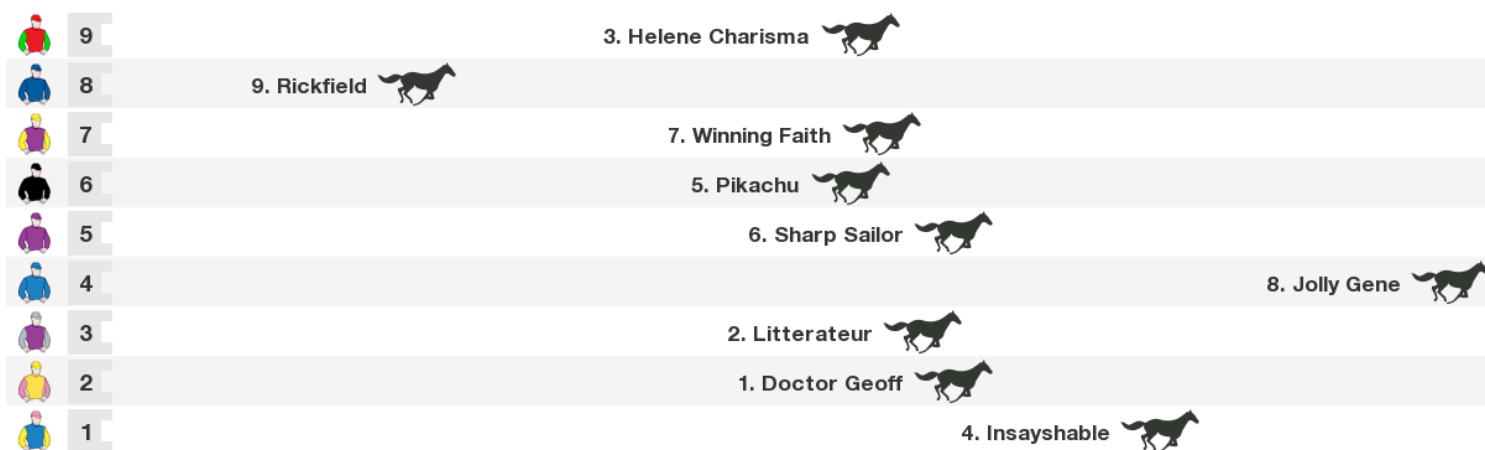 9 3. Helene Charisma
8 9. Rickfield
7 7. Winning Faith
6 5. Pikachu
5 6. Sharp Sailor
4 8. Jolly Gene
3 2. Litterateur
2 1. Doctor Geoff
1 4. Insayshable